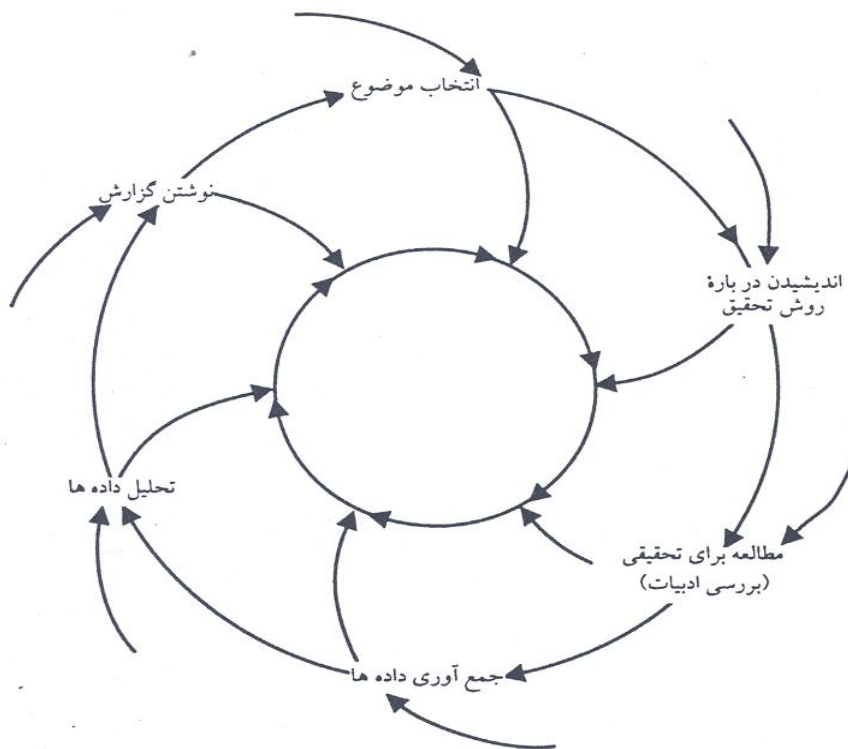 انتخاب موضوع
اندیشیدن در بارهٔ
روش تحقیق
مطالعه برای تحقیقی
(بررسی ادبیات)
جمع آوری داده ها
تحلیل داده ها
نوشتن گزارش